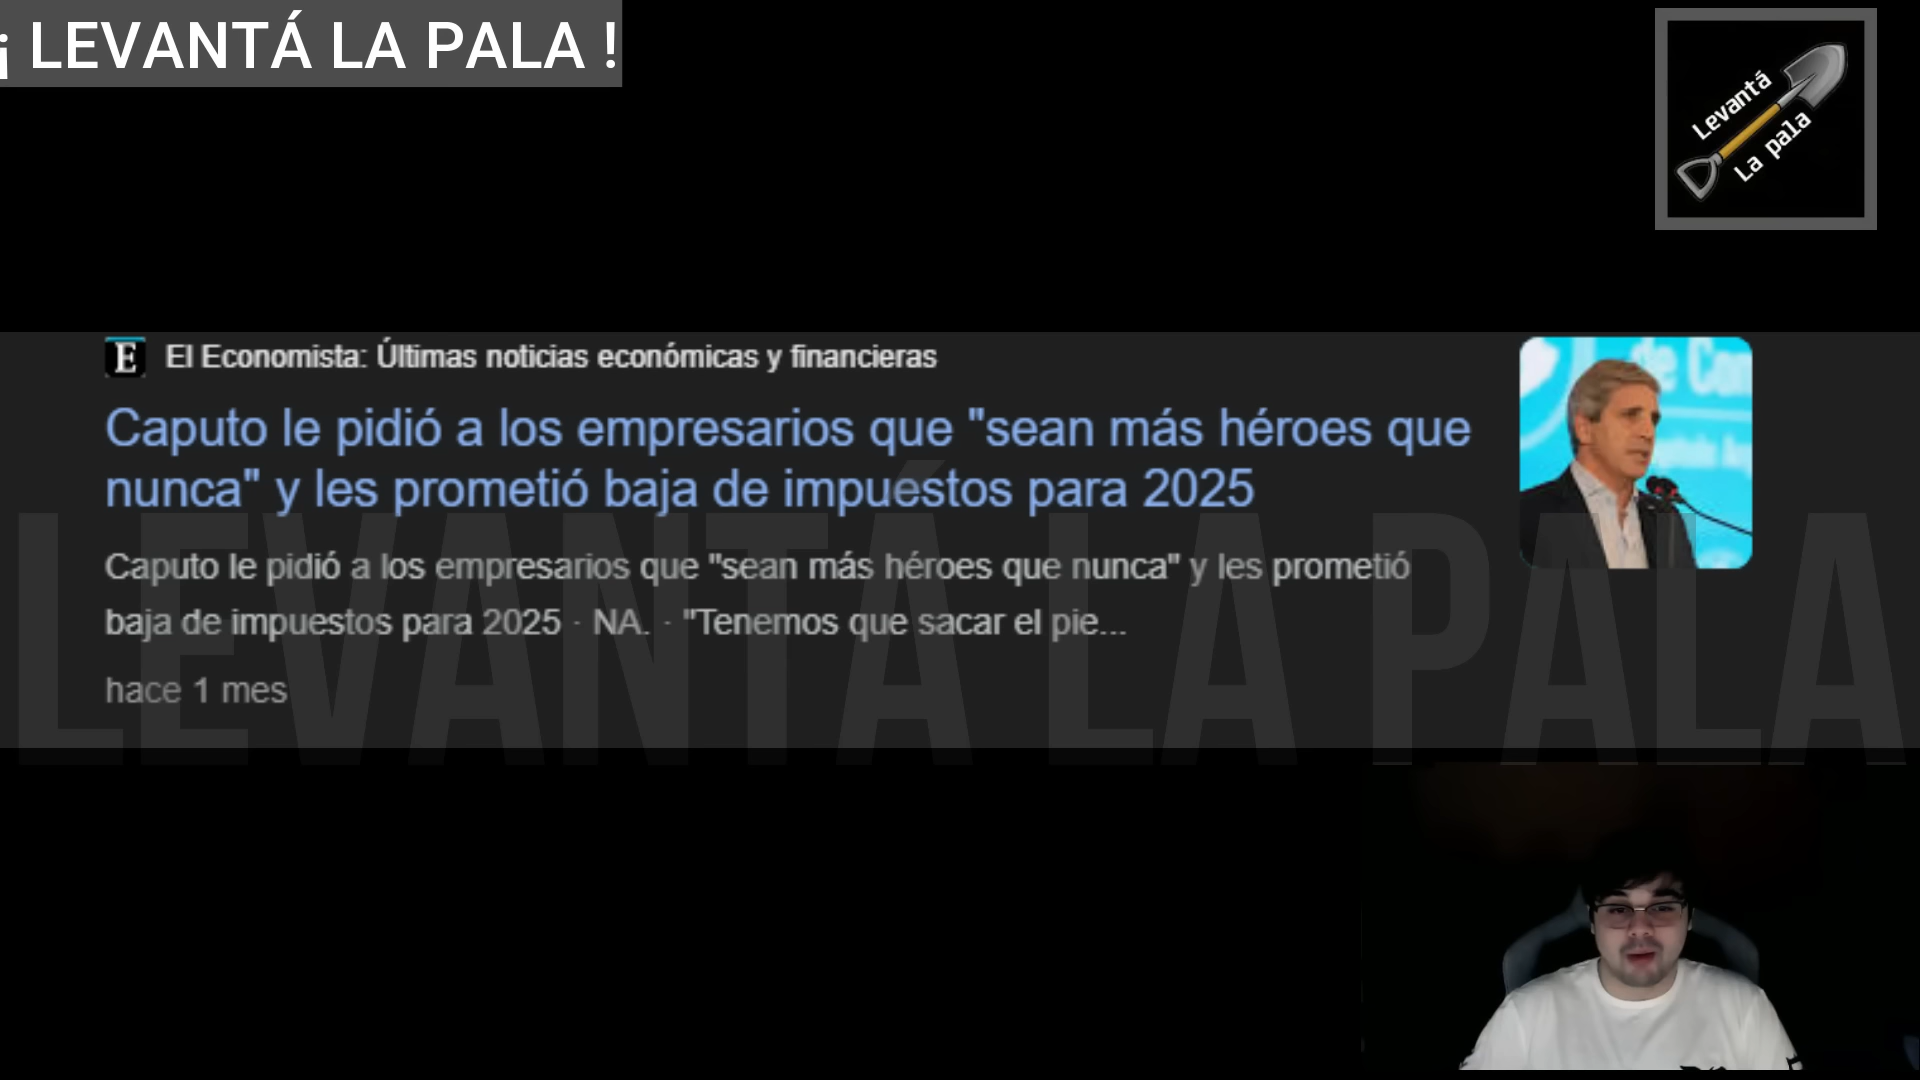 ¡ LEVANTÁ LA PALA !
Levantá
La pala
E El Economista: Últimas noticias económicas y financieras
de Con
Caputo le pidió a los empresarios que "sean más héroes que
nunca" y les prometió baja de impuestos para 2025
Caputo le pidió a los empresarios que "sean más héroes que nunca" y les prometió
baja de impuestos para 2025 · NA. · "Tenemos que sacar el pie...
hace 1 mes
LEVANTÁ LA PALA